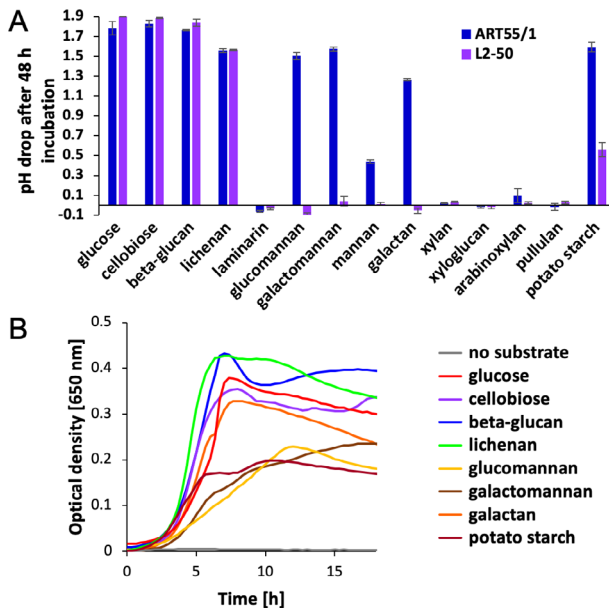 A
pH drop after 48 h
incubation
1.9
1.7
1.5
1.3
1.1
0.9
0.7
0.5
0.3
0.1
-0.1
ART55/1
L2-50
glucose
cellobiose
beta-glucan
lichenan
laminarin
glucomannan
galactomannan
mannan
galactan
xylan
xyloglucan
arabinoxylan
pullulan
potato starch
B
Optical density [650 nm]
0.5
0.4
0.3
0.2
0.1
0
0
5
10
15
Time [h]
no substrate
glucose
cellobiose
beta-glucan
lichenan
glucomannan
galactomannan
galactan
potato starch